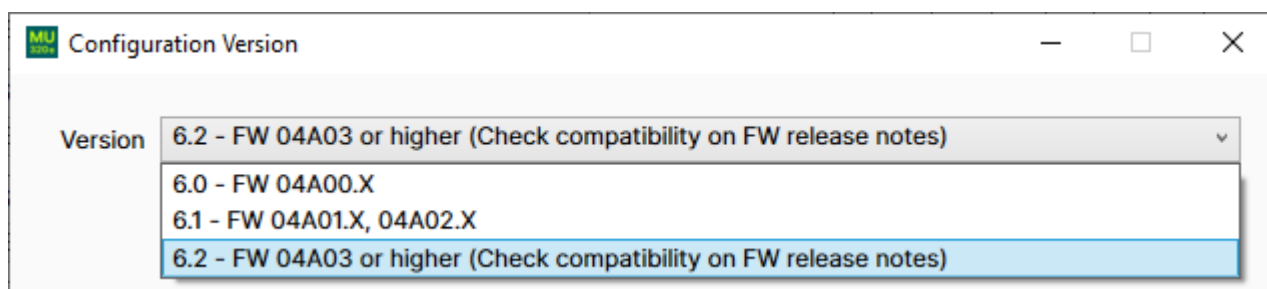 MU
320e
Configuration Version
Version
6.2 - FW 04A03 or higher (Check compatibility on FW release notes)
6.0 - FW 04A00.X
6.1 - FW 04A01.X, 04A02.X
6.2 - FW 04A03 or higher (Check compatibility on FW release notes)